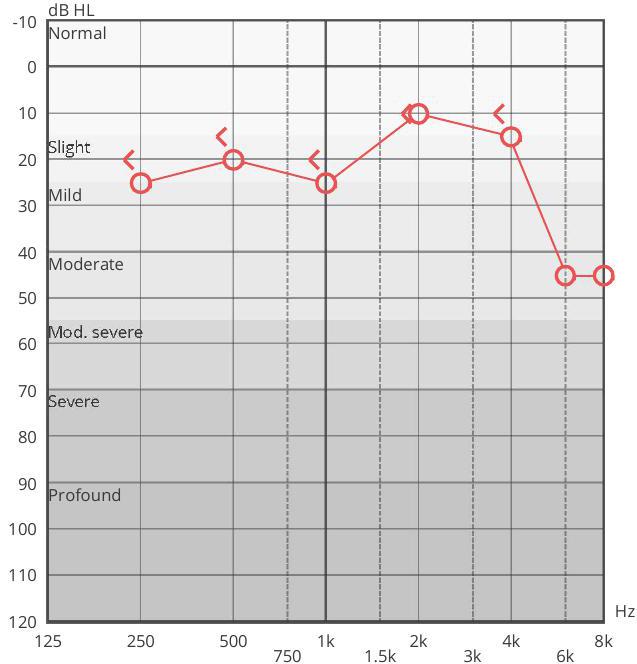 dB HL
-10
Normal
0
10
Slight
20
Mild
30
40
Moderate
50
Mod. severe
60
70
Severe
80
90
Profound
100
110
120
Hz
125 250 500 1k 2k 4k 8k
750 1.5k 3k 6k